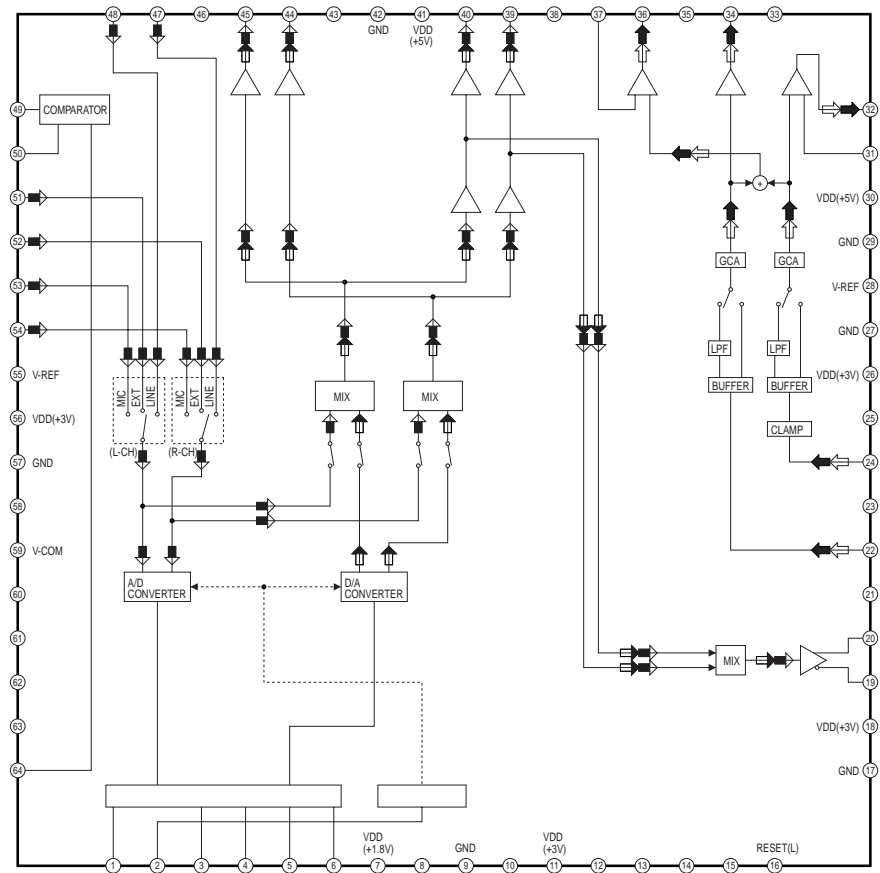 48 47 46 45 44 43 42 41 40 39 38 37 36 35 34 33
GND
VDD
(+5V)
49
COMPARATOR
32
50
31
51
VDD(+5V)
30
52
GND
29
GCA
GCA
53
V-REF
28
54
GND
27
LPF
LPF
55
V-REF
VDD(+3V)
26
MIC
EXT
LINE
MIC
EXT
LINE
MIX
MIX
BUFFER
BUFFER
56
VDD(+3V)
25
CLAMP
(L-CH)
(R-CH)
57
GND
24
58
23
59
V-COM
22
A/D
CONVERTER
D/A
CONVERTER
60
21
61
20
MIX
62
19
63
VDD(+3V)
18
64
GND
17
VDD
(+1.8V)
GND
VDD
(+3V)
RESET(L)
1 2 3 4 5 6 7 8 9 10 11 12 13 14 15 16
+